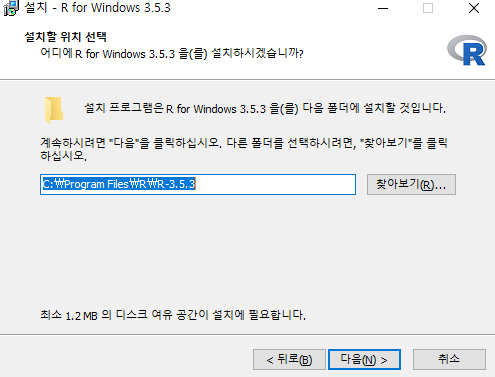 설치 - R for Windows 3.5.3
설치할 위치 선택
어디에 R for Windows 3.5.3 을(를) 설치하시겠습니까?
R
설치 프로그램은 R for Windows 3.5.3 을(를) 다음 폴더에 설치할 것입니다.
계속하시려면 "다음"을 클릭하십시오. 다른 폴더를 선택하시려면, "찾아보기"를 클릭
하십시오.
C:₩Program Files₩R₩R-3.5.3
찾아보기(R)...
최소 1.2 MB 의 디스크 여유 공간이 설치에 필요합니다.
< 뒤로(B)
다음(N) >
취소